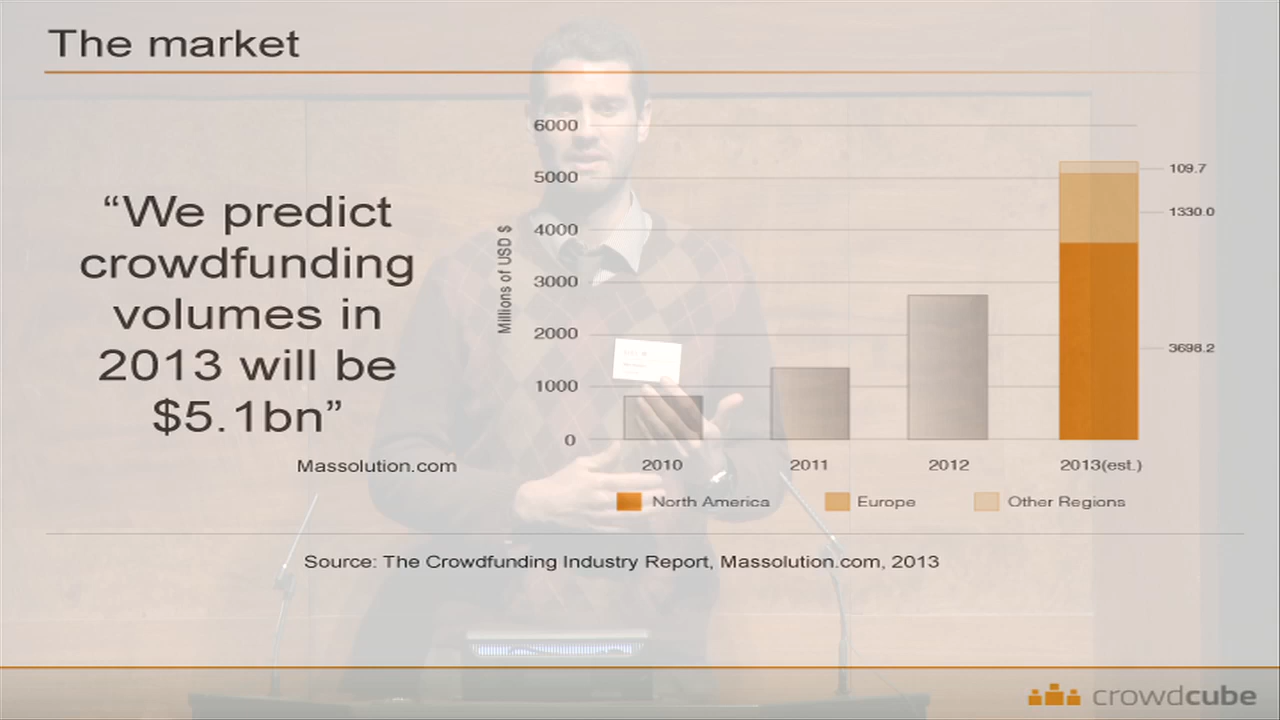 The market
“We predict
crowdfunding
volumes in
2013 will be
$5.1bn”
Massolution.com
Millions of USD $
6000
5000
4000
3000
2000
1000
0
109.7
1330.0
3698.2
2010 2011 2012 2013(est.)
North America Europe Other Regions
Source: The Crowdfunding Industry Report, Massolution.com, 2013
crowdcube